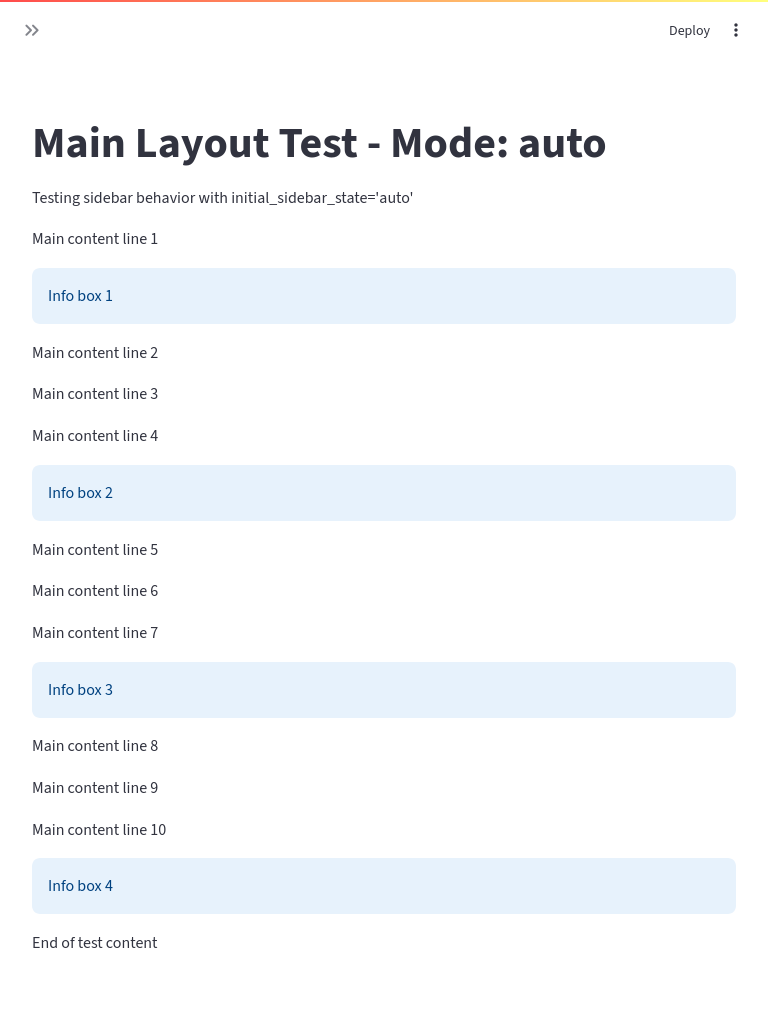 Deploy
Main Layout Test - Mode: auto
Testing sidebar behavior with initial_sidebar_state='auto'
Main content line 1
Info box 1
Main content line 2
Main content line 3
Main content line 4
Info box 2
Main content line 5
Main content line 6
Main content line 7
Info box 3
Main content line 8
Main content line 9
Main content line 10
Info box 4
End of test content